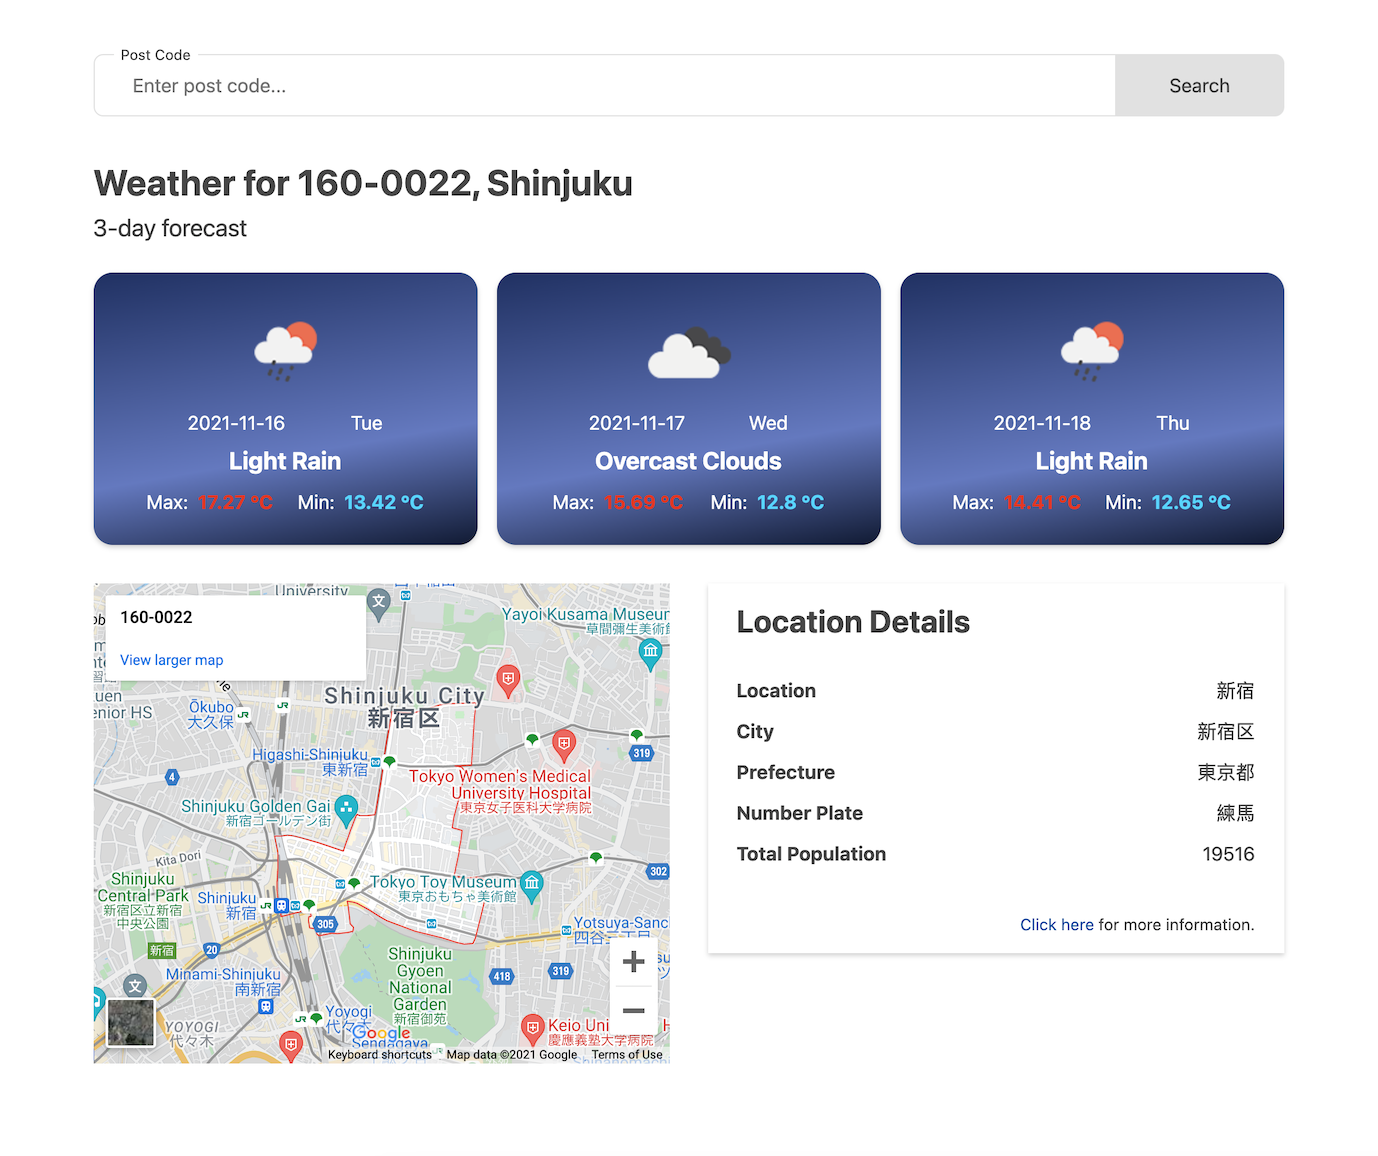 Post Code
Enter post code...
Search
Weather for 160-0022, Shinjuku
3-day forecast
2021-11-16 Tue
Light Rain
Max: 17.27 °C Min: 13.42 °C
2021-11-17 Wed
Overcast Clouds
Max: 15.69 °C Min: 12.8 °C
2021-11-18 Thu
Light Rain
Max: 14.41 °C Min: 12.65 °C
160-0022
View larger map
University
文
Yayoi Kusama Museum
草間彌生美術館
Shinjuku City
新宿区
Ōkubo
大久保
JR
JR
Higashi-Shinjuku
東新宿
319
4
Tokyo Women's Medical
University Hospital
東京女子医科大学病院
Shinjuku Golden Gai
新宿ゴールデン街
Kita Dori
302
Shinjuku
Central Park
新宿区立新宿
中央公園
Shinjuku
新宿
JR
Tokyo Toy Museum
東京おもちゃ美術館
305
新宿
20
Yotsuya-Sanc
四谷三丁目
Shinjuku
Gyoen
National
Garden
新宿御苑
418
319
Minami-Shinjuku
南新宿
文
YOYOGI
代々木
JR
Yoyogi
代々木
Google
Sendagaya
Keio Uni
慶應義塾大学病院
Keyboard shortcuts
Map data ©2021 Google
Terms of Use
Location Details
Location 新宿
City 新宿区
Prefecture 東京都
Number Plate 練馬
Total Population 19516
Click here for more information.